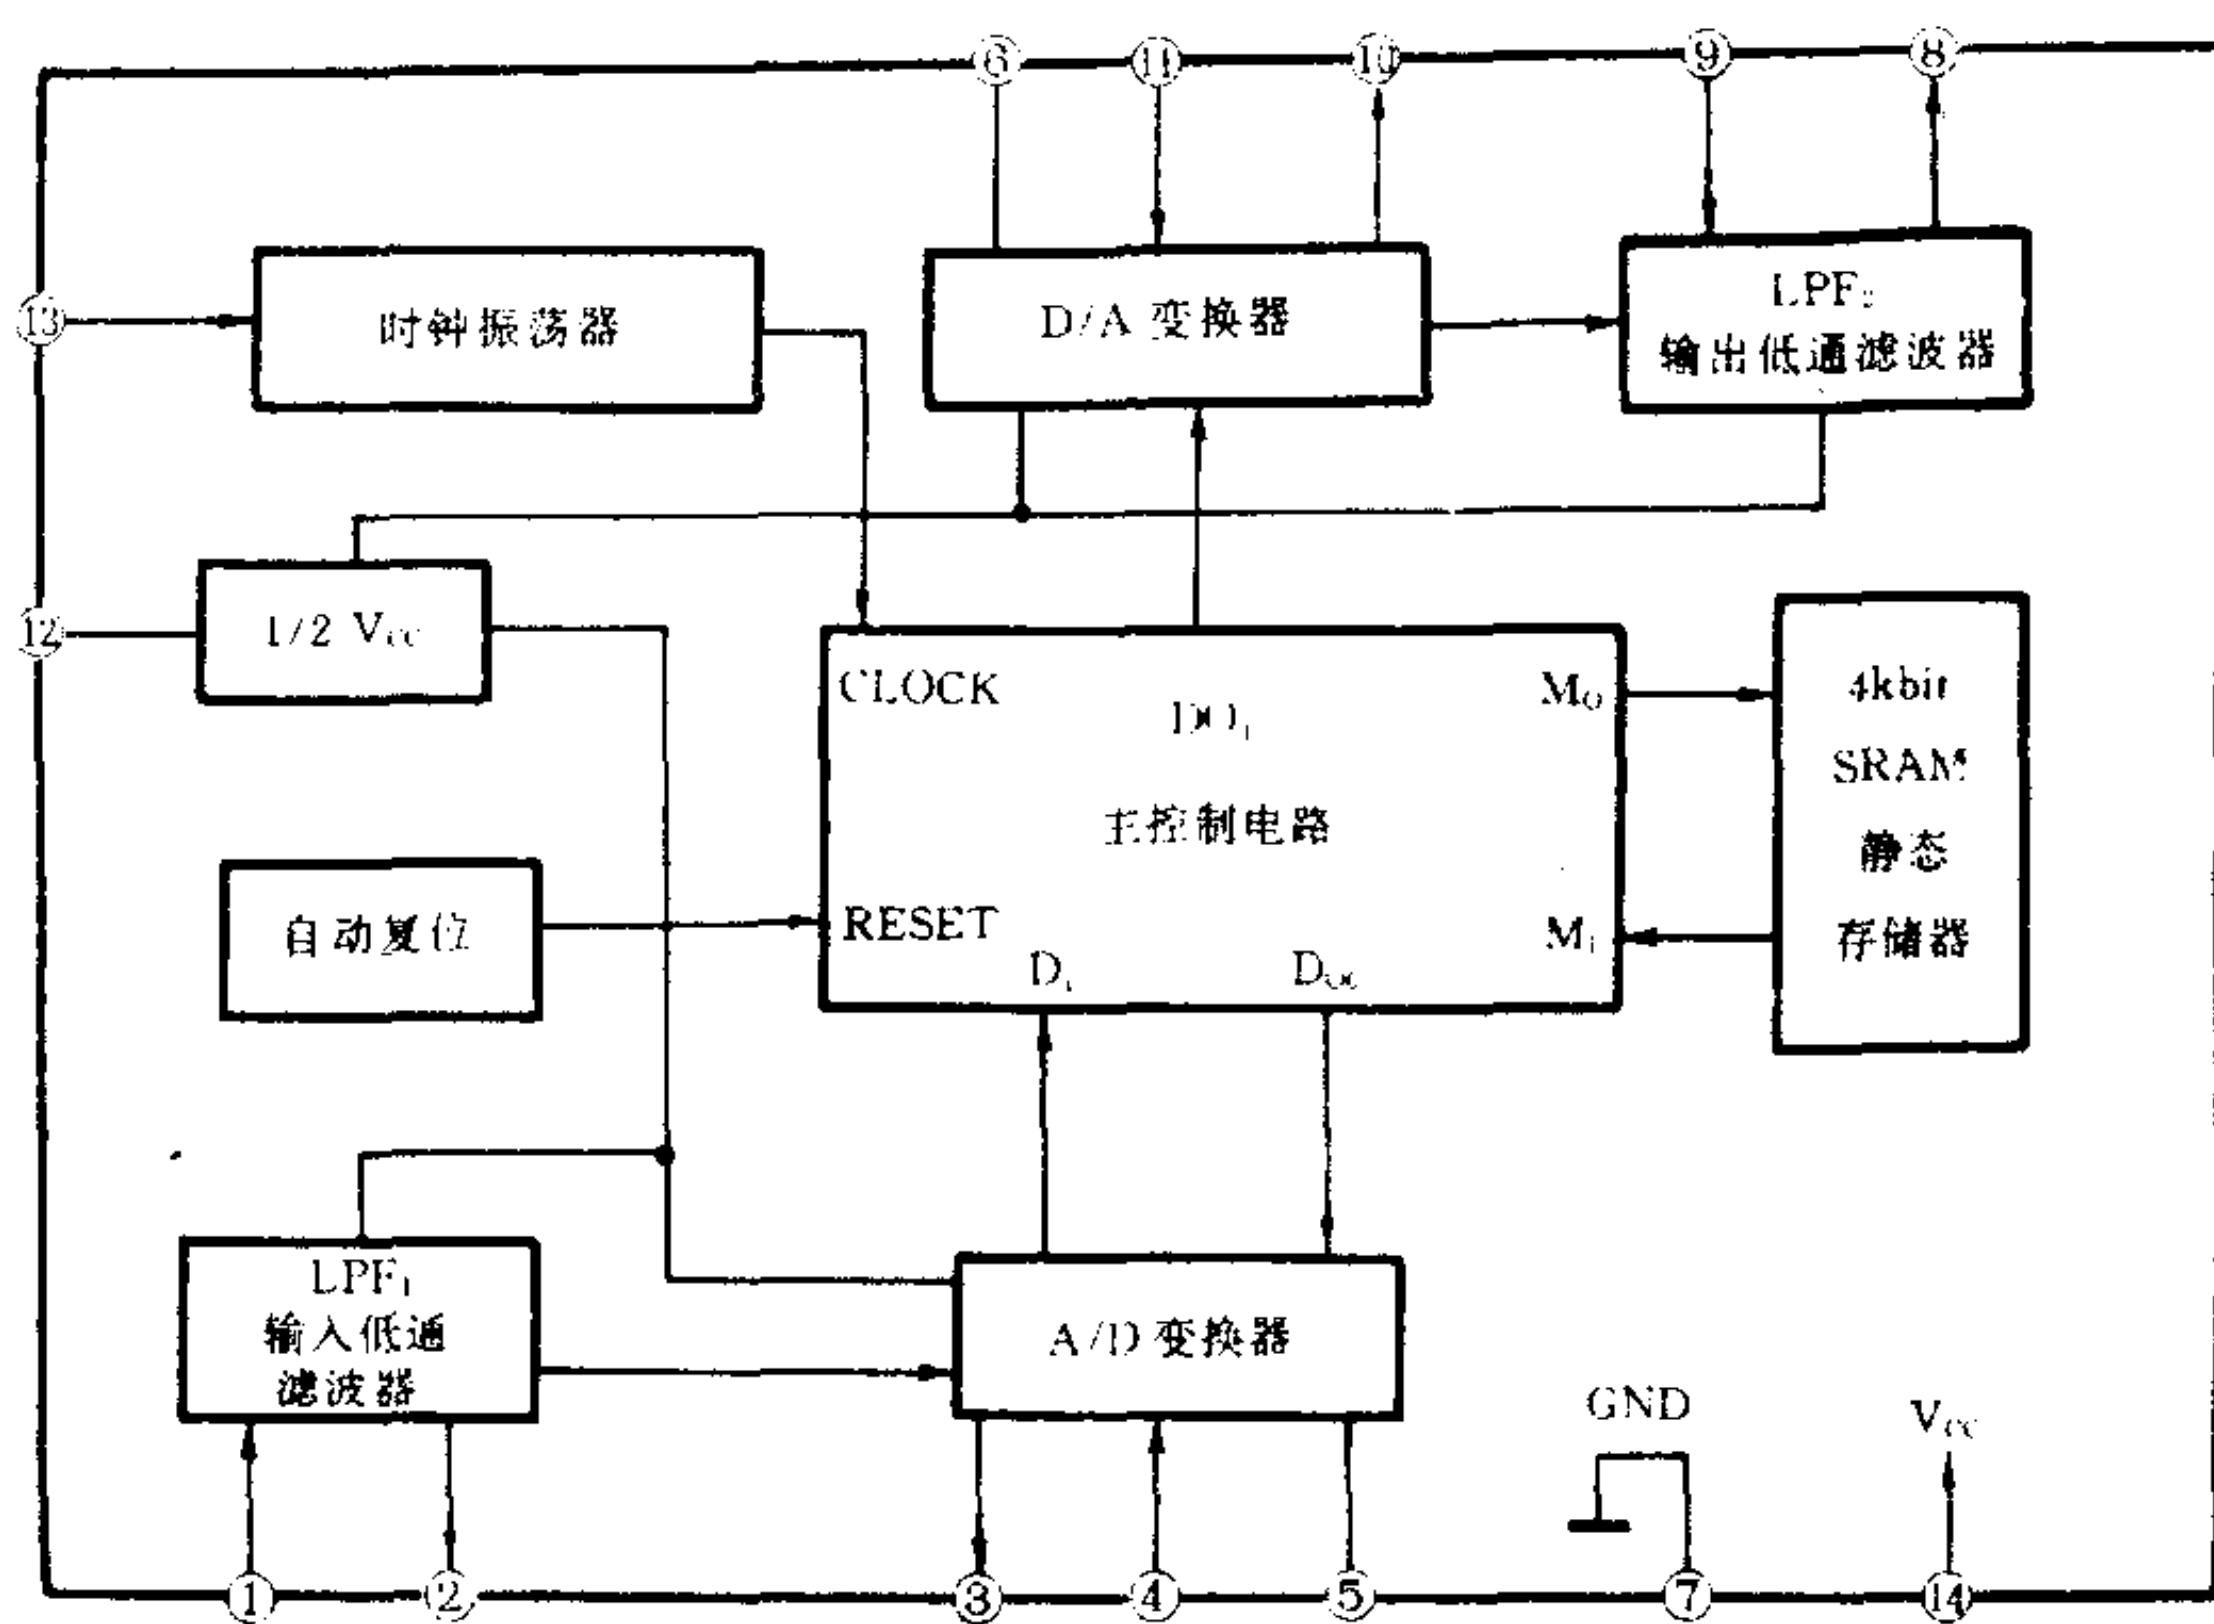 ⑥ ⑪ ⑩ ⑨ ⑧
⑬
时钟振荡器
D/A 变换器
LPF₂
输出低通滤波器
⑫
1/2 Vcc
CLOCK
DO₁
M₀
主控制电路
RESET
Mᵢ
Dᵢ
4kbit
SRAM
静态
存储器
自动复位
LPF₁
输入低通
滤波器
A/D 变换器
GND
Vcc
① ② ③ ④ ⑤ ⑦ ⑭